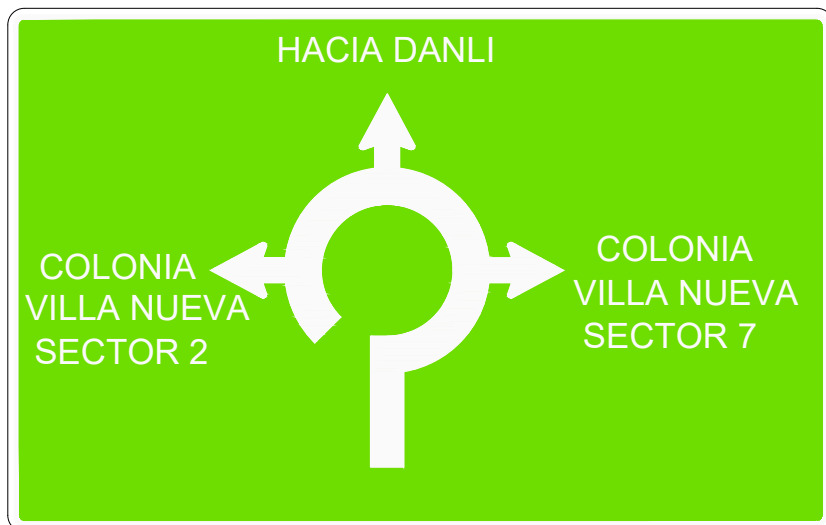 HACIA DANLI
COLONIA
VILLA NUEVA
SECTOR 2
COLONIA
VILLA NUEVA
SECTOR 7